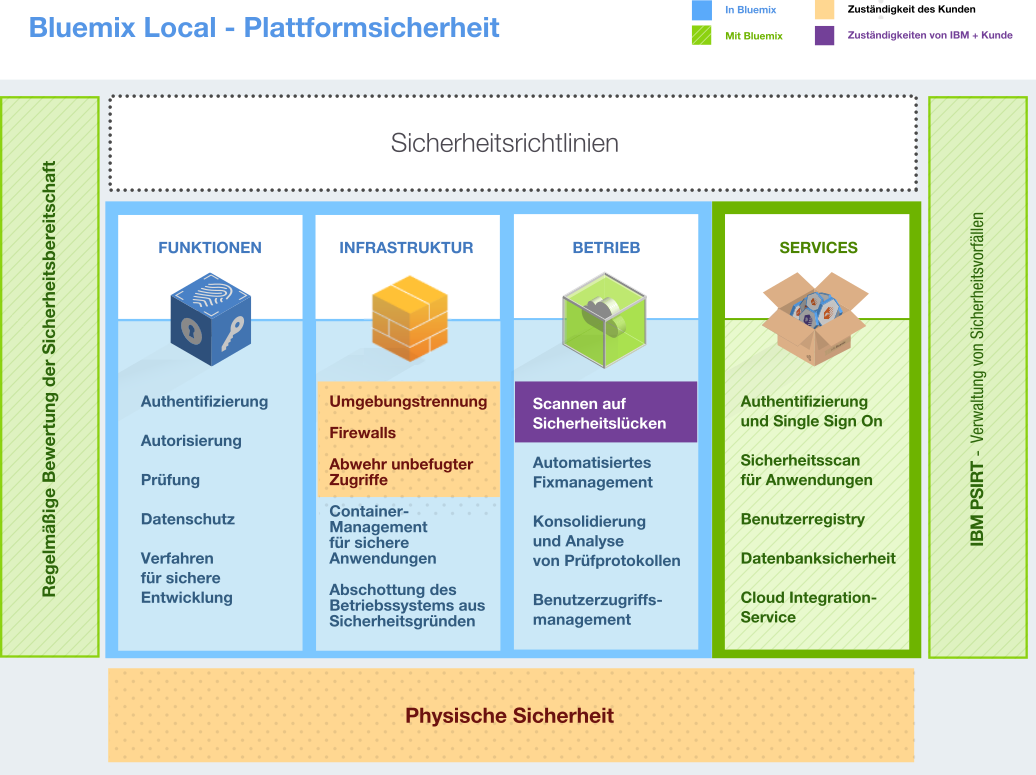 Bluemix Local - Plattformsicherheit
In Bluemix
Zuständigkeit des Kunden
Mit Bluemix
Zuständigkeiten von IBM + Kunde
Regelmäßige Bewertung der Sicherheitsbereitschaft
Sicherheitsrichtlinien
FUNKTIONEN
Authentifizierung
Autorisierung
Prüfung
Datenschutz
Verfahren
für sichere
Entwicklung
INFRASTRUKTUR
Umgebungstrennung
Firewalls
Abwehr unbefugter
Zugriffe
Container-
Management
für sichere
Anwendungen
Abschottung des
Betriebssystems aus
Sicherheitsgründen
BETRIEB
Scannen auf
Sicherheitslücken
Automatisiertes
Fixmanagement
Konsolidierung
und Analyse
von Prüfprotokollen
Benutzerzugriffs-
management
SERVICES
Authentifizierung
und Single Sign On
Sicherheitsscan
für Anwendungen
Benutzerregistry
Datenbanksicherheit
Cloud Integration-
Service
IBM PSIRT - Verwaltung von Sicherheitsvorfällen
Physische Sicherheit